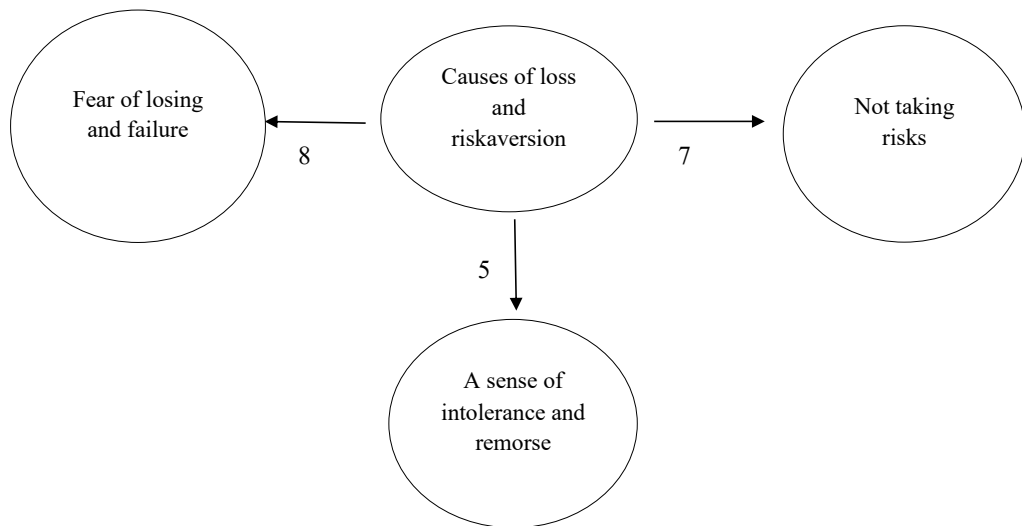 Fear of losing
and failure
Causes of loss
and
riskaversion
Not taking
risks
8
7
5
A sense of
intolerance and
remorse